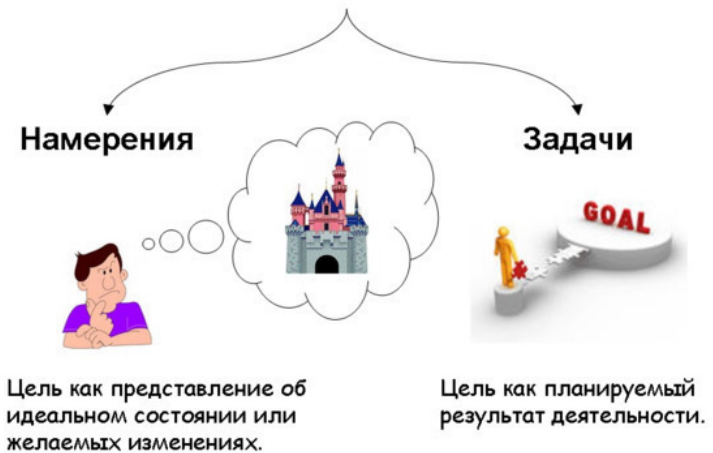 Намерения
Задачи
GOAL
Цель как представление об
идеальном состоянии или
желаемых изменениях.
Цель как планируемый
результат деятельности.